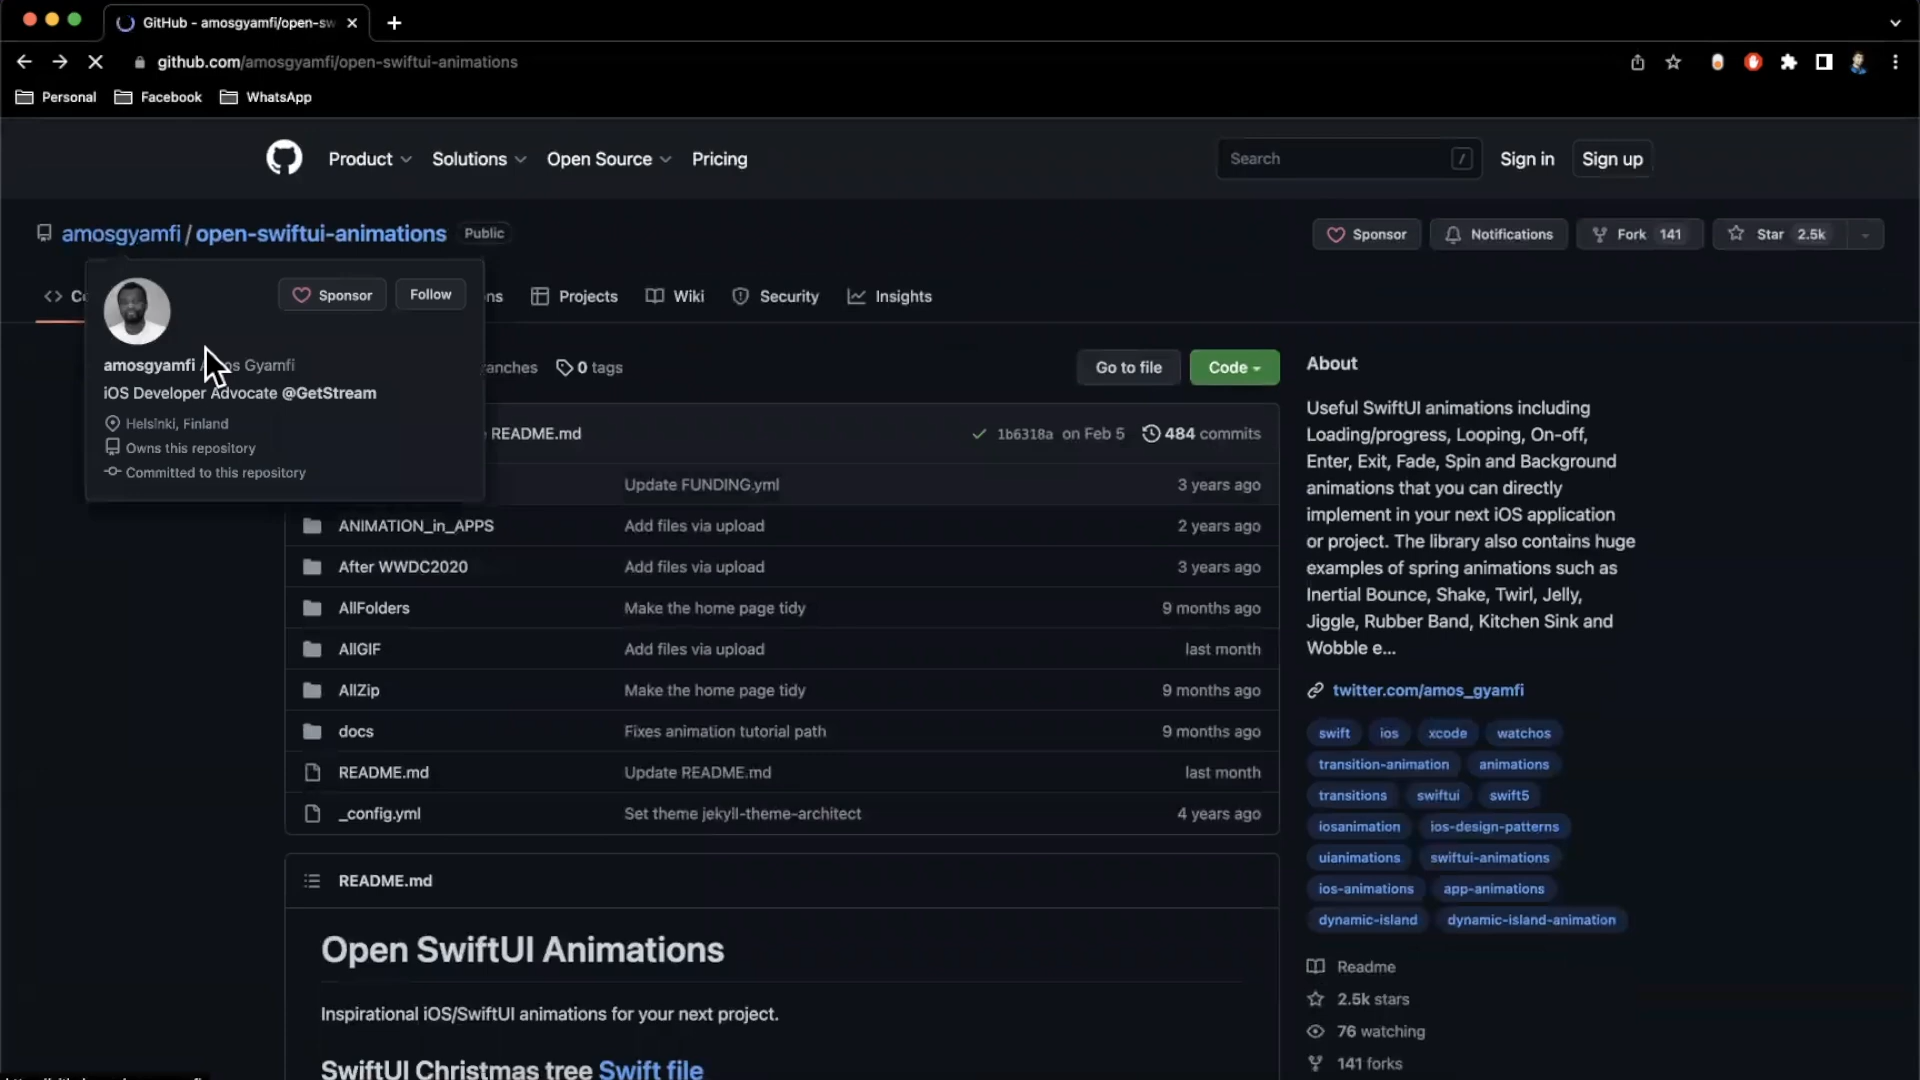 GitHub - amosgyamfi/open-sw
github.com/amosgyamfi/open-swiftui-animations
Personal Facebook WhatsApp
Product Solutions Open Source Pricing Search / Sign in Sign up
amosgyamfi / open-swiftui-animations Public Sponsor Notifications Fork 141 Star 2.5k
Sponsor Follow
Projects Wiki Security Insights
amosgyamfi Gyamfi
iOS Developer Advocate @GetStream
Helsinki, Finland
Owns this repository
Committed to this repository
0 tags Go to file Code
README.md 1b6318a on Feb 5 484 commits
Update FUNDING.yml 3 years ago
ANIMATION_in_APPS Add files via upload 2 years ago
After WWDC2020 Add files via upload 3 years ago
AllFolders Make the home page tidy 9 months ago
AllGIF Add files via upload last month
AllZip Make the home page tidy 9 months ago
docs Fixes animation tutorial path 9 months ago
README.md Update README.md last month
_config.yml Set theme jekyll-theme-architect 4 years ago
README.md
Open SwiftUI Animations
Inspirational iOS/SwiftUI animations for your next project.
SwiftUI Christmas tree Swift file
About
Useful SwiftUI animations including
Loading/progress, Looping, On-off,
Enter, Exit, Fade, Spin and Background
animations that you can directly
implement in your next iOS application
or project. The library also contains huge
examples of spring animations such as
Inertial Bounce, Shake, Twirl, Jelly,
Jiggle, Rubber Band, Kitchen Sink and
Wobble e...
twitter.com/amos_gyamfi
swift ios xcode watchos
transition-animation animations
transitions swiftui swift5
iosanimation ios-design-patterns
uianimations swiftui-animations
ios-animations app-animations
dynamic-island dynamic-island-animation
Readme
2.5k stars
76 watching
141 forks